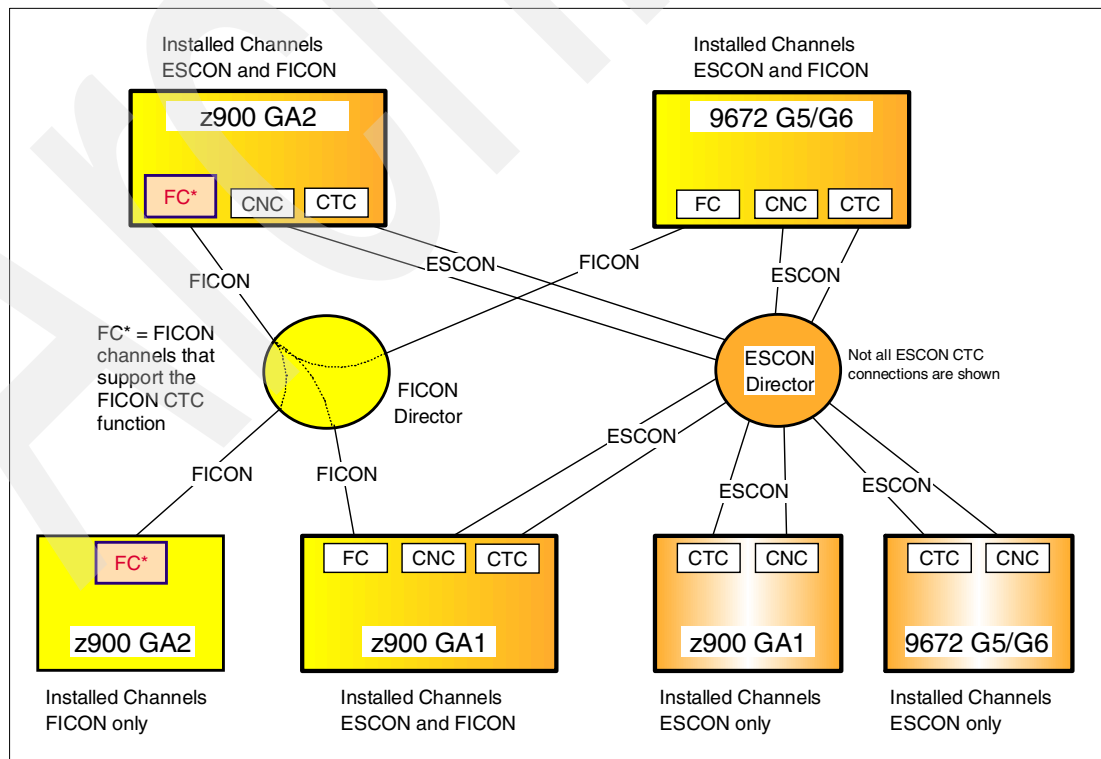 Installed Channels
ESCON and FICON
z900 GA2
FC*
CNC
CTC
Installed Channels
ESCON and FICON
9672 G5/G6
FC
CNC
CTC
FICON
ESCON
FICON
ESCON
FC* = FICON
channels that
support the
FICON CTC
function
FICON
Director
ESCON
Director
Not all ESCON CTC
connections are shown
FICON
FICON
ESCON
ESCON
ESCON
FC*
z900 GA2
Installed Channels
FICON only
FC
CNC
CTC
z900 GA1
Installed Channels
ESCON and FICON
CTC
CNC
z900 GA1
Installed Channels
ESCON only
CTC
CNC
9672 G5/G6
Installed Channels
ESCON only